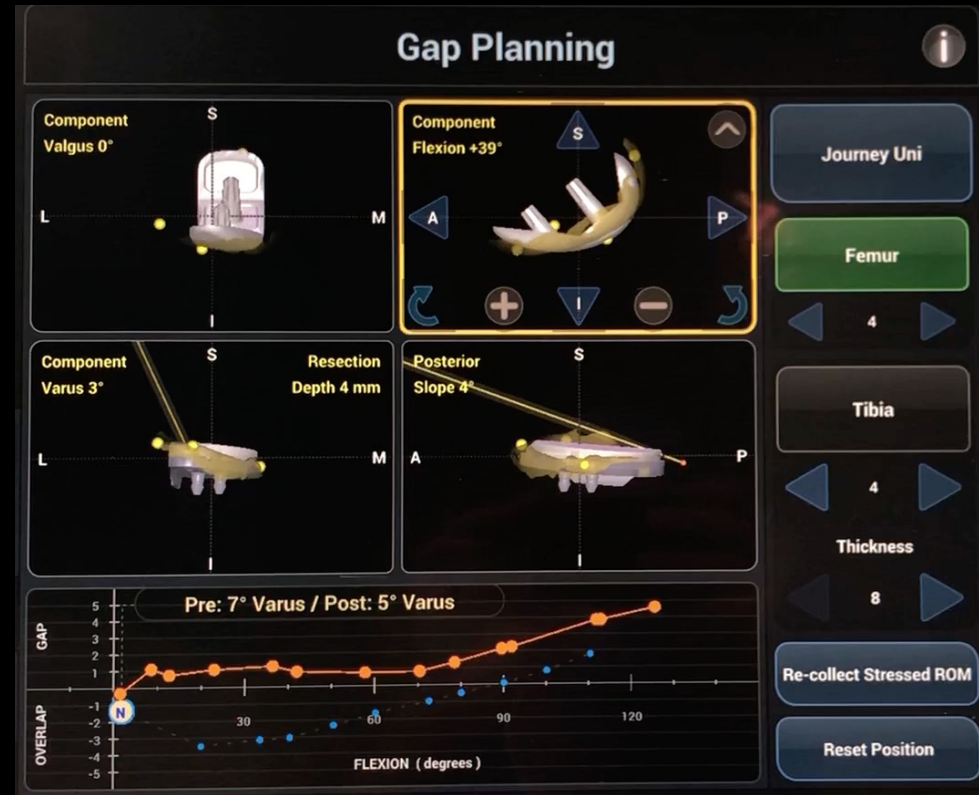 Gap Planning
i
Component
Valgus 0°
S
L
M
I
Component
Flexion +39°
S
A
P
I
Component
Varus 3°
Resection
Depth 4 mm
S
L
M
I
Posterior
Slope 4°
S
A
P
I
Journey Uni
Femur
4
Tibia
4
Thickness
8
Re-collect Stressed ROM
Reset Position
Pre: 7° Varus / Post: 5° Varus
GAP
OVERLAP
5
4
3
2
1
-1
-2
-3
-4
-5
N
30
60
90
120
FLEXION ( degrees )